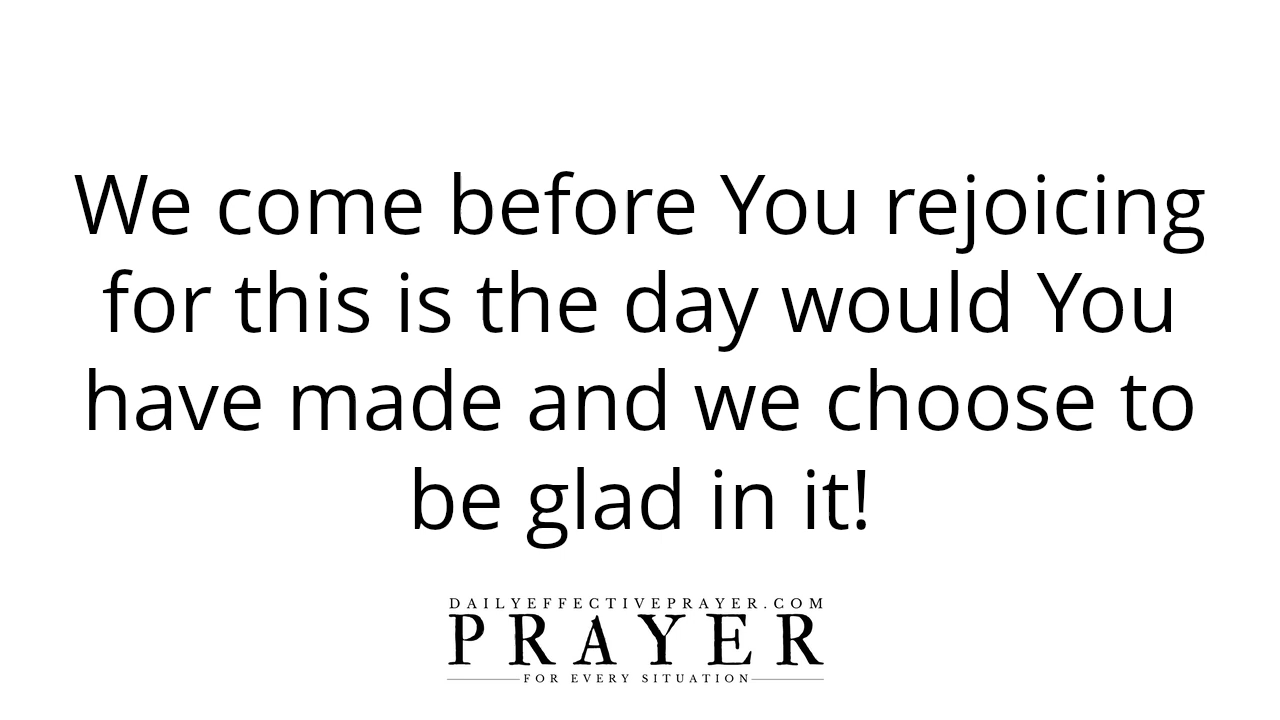 We come before You rejoicing
for this is the day would You
have made and we choose to
be glad in it!
DAILYEFFECTIVEPRAYER.COM
PRAYER
FOR EVERY SITUATION